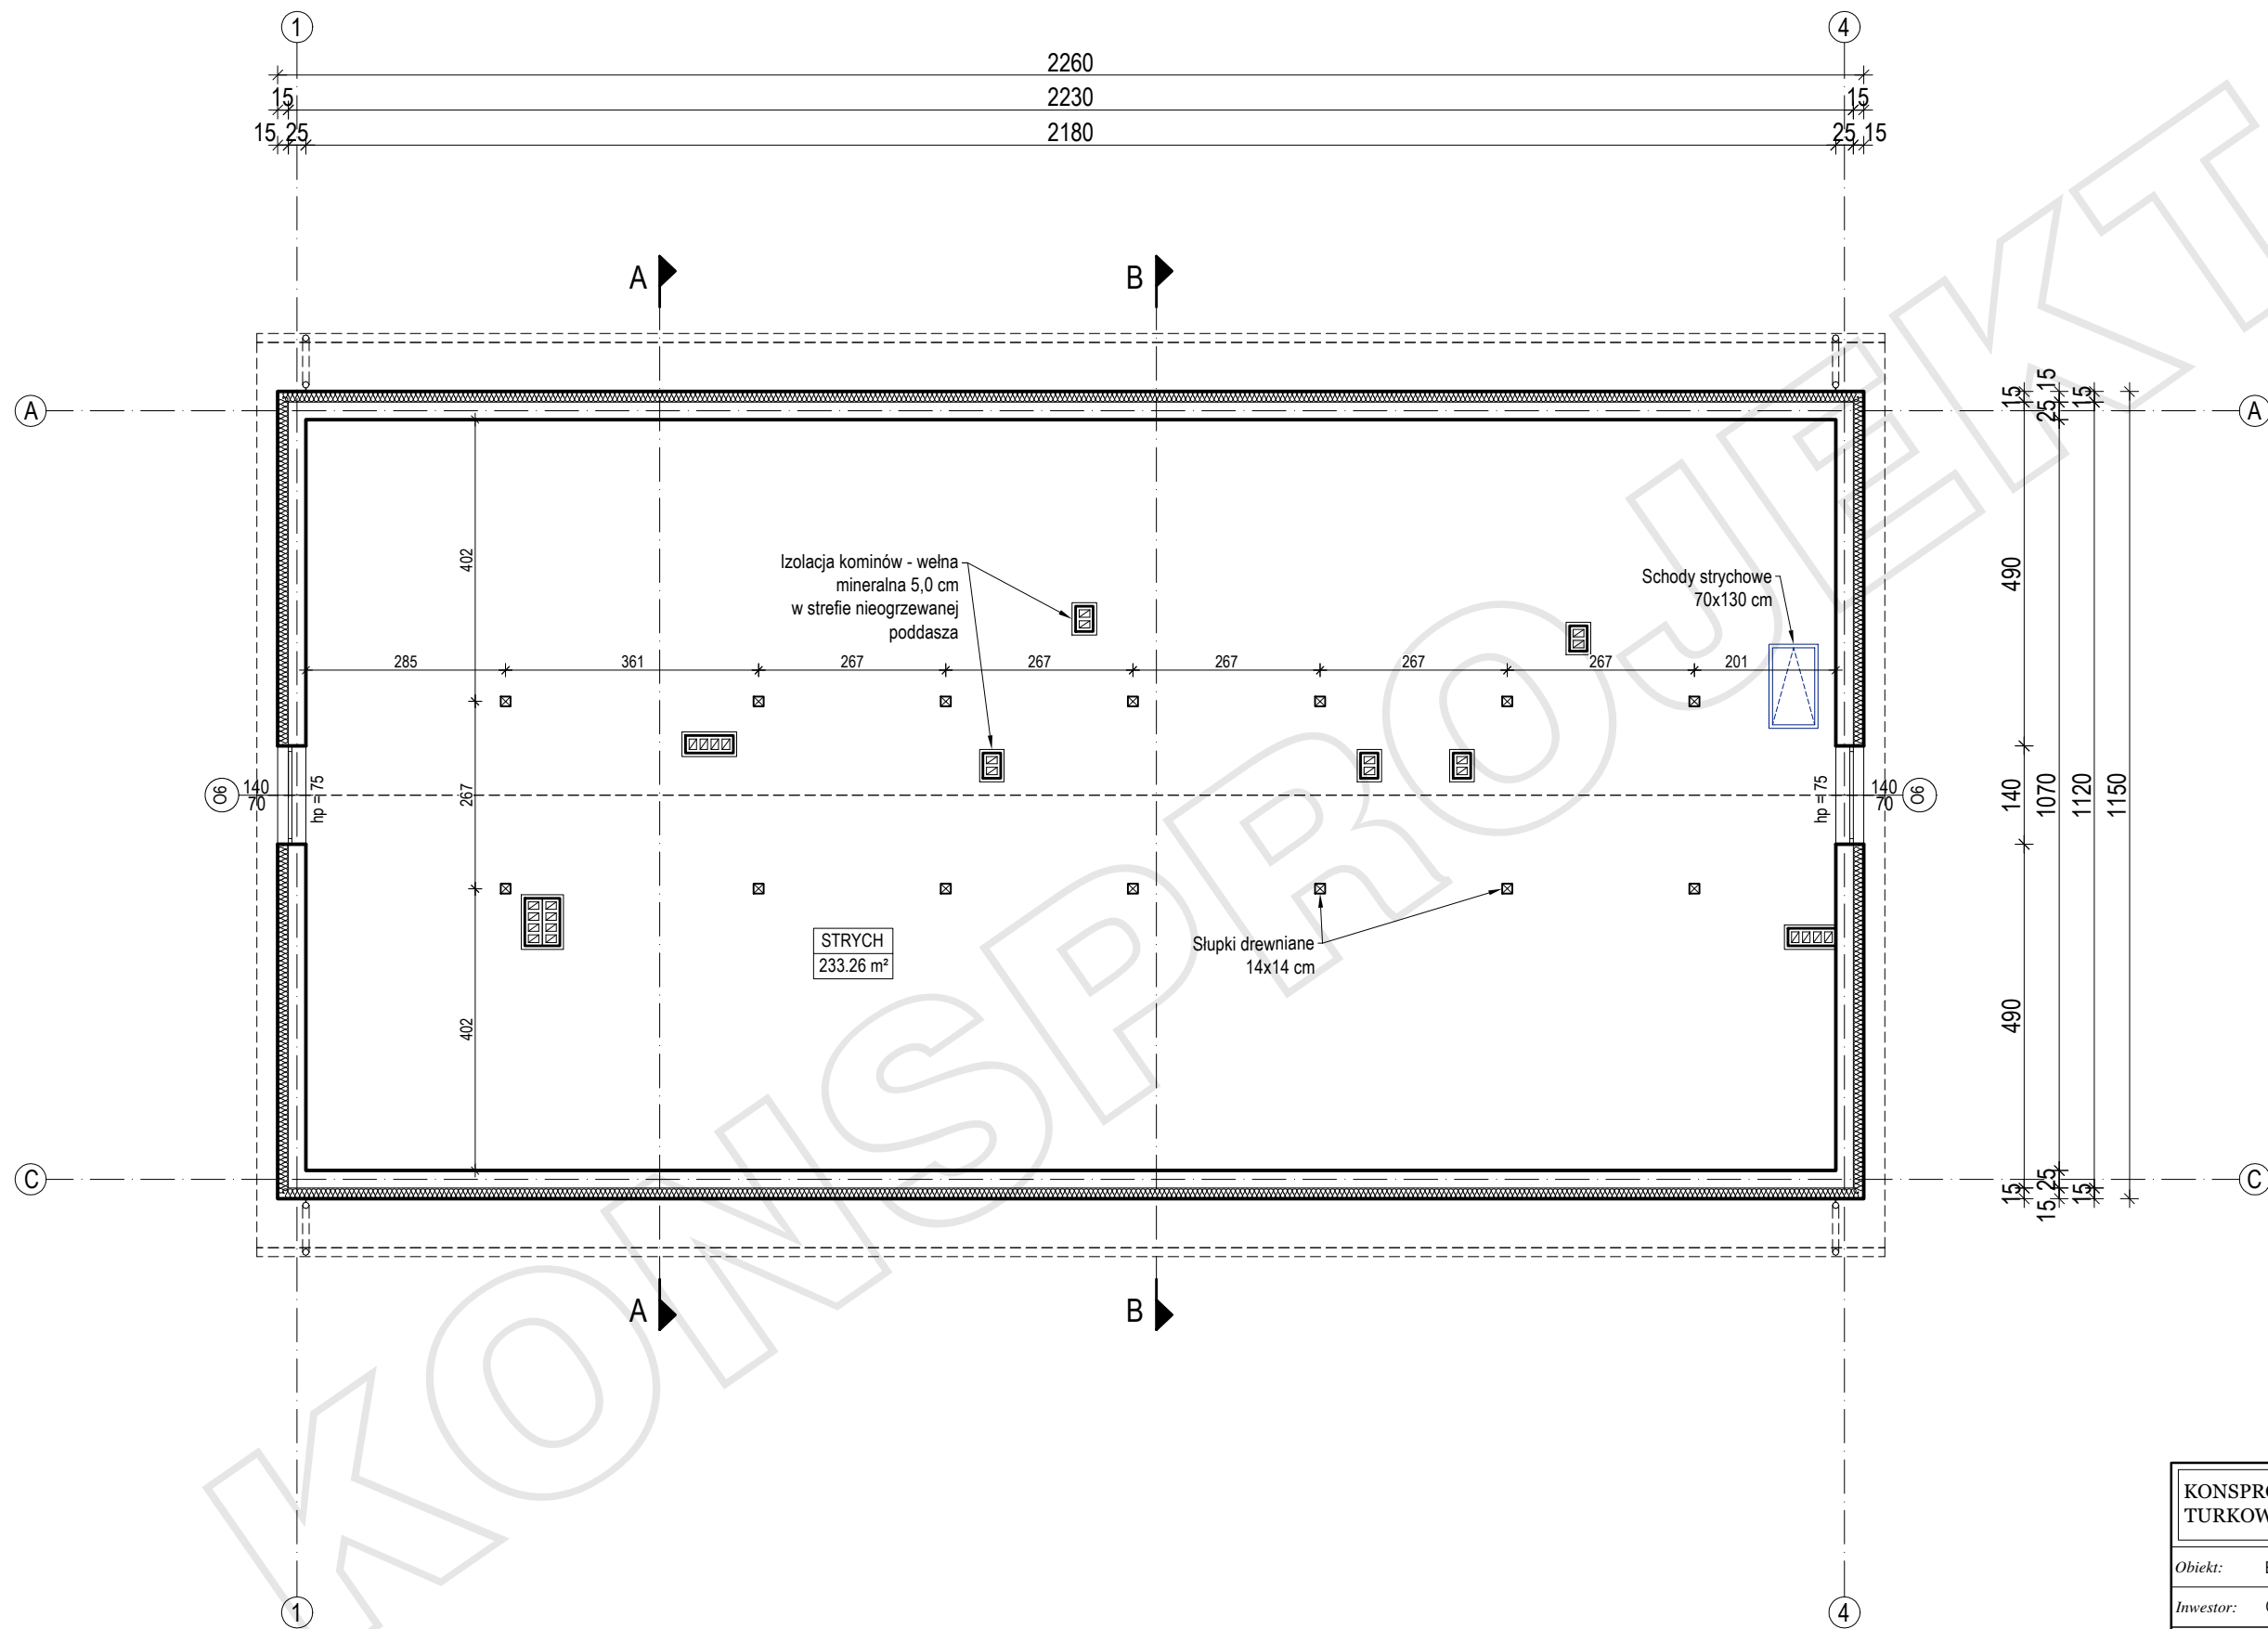 1
4
2260
15
2230
15
15
25
2180
25
15
A
B
A
A
15
25
15
15
15
402
Izolacja kominów - wełna
mineralna 5,0 cm
w strefie nieogrzewanej
poddasza
Schody strychowe
70x130 cm
490
285
361
267
267
267
267
267
201
O6
140
70
hp = 75
267
hp = 75
140
70
O6
140
1070
1120
1150
STRYCH
233.26 m²
Słupki drewniane
14x14 cm
402
490
C
C
15
15
25
15
A
B
KONSPROJEKT
1
4
KONSPRO
TURKOW
Obiekt:
Inwestor: